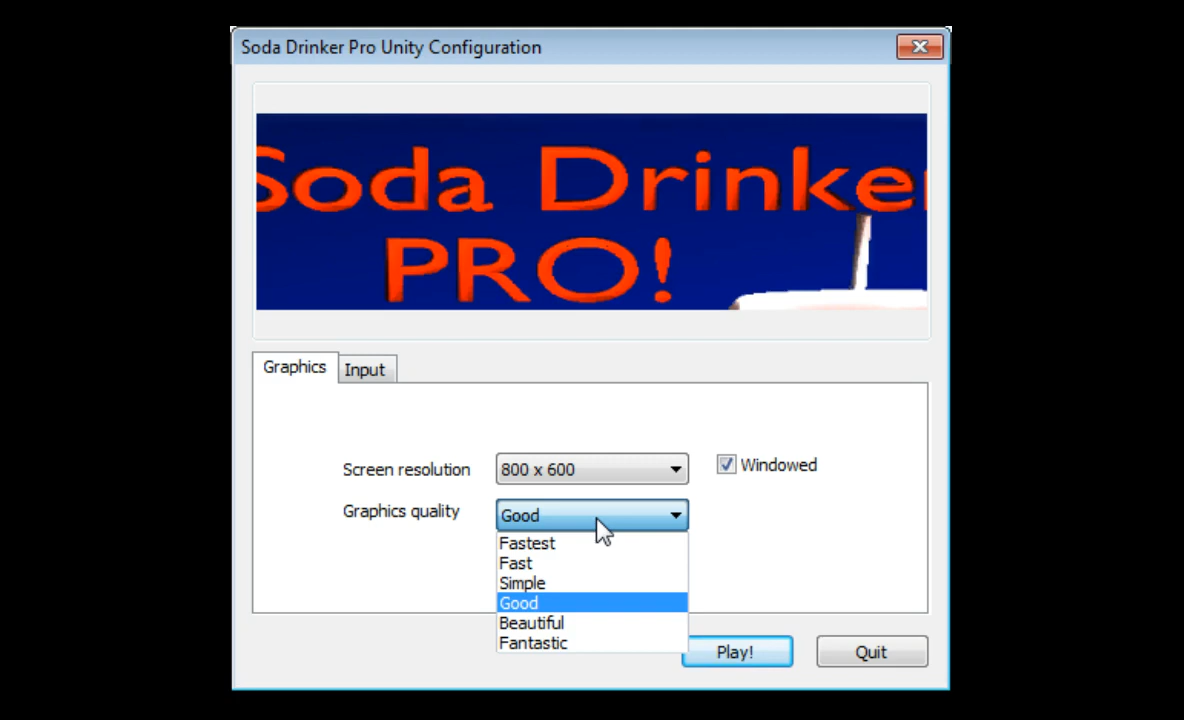 Soda Drinker Pro Unity Configuration
Soda Drinker
PRO!
Graphics
Input
Screen resolution
800 x 600
Windowed
Graphics quality
Good
Fastest
Fast
Simple
Good
Beautiful
Fantastic
Play!
Quit